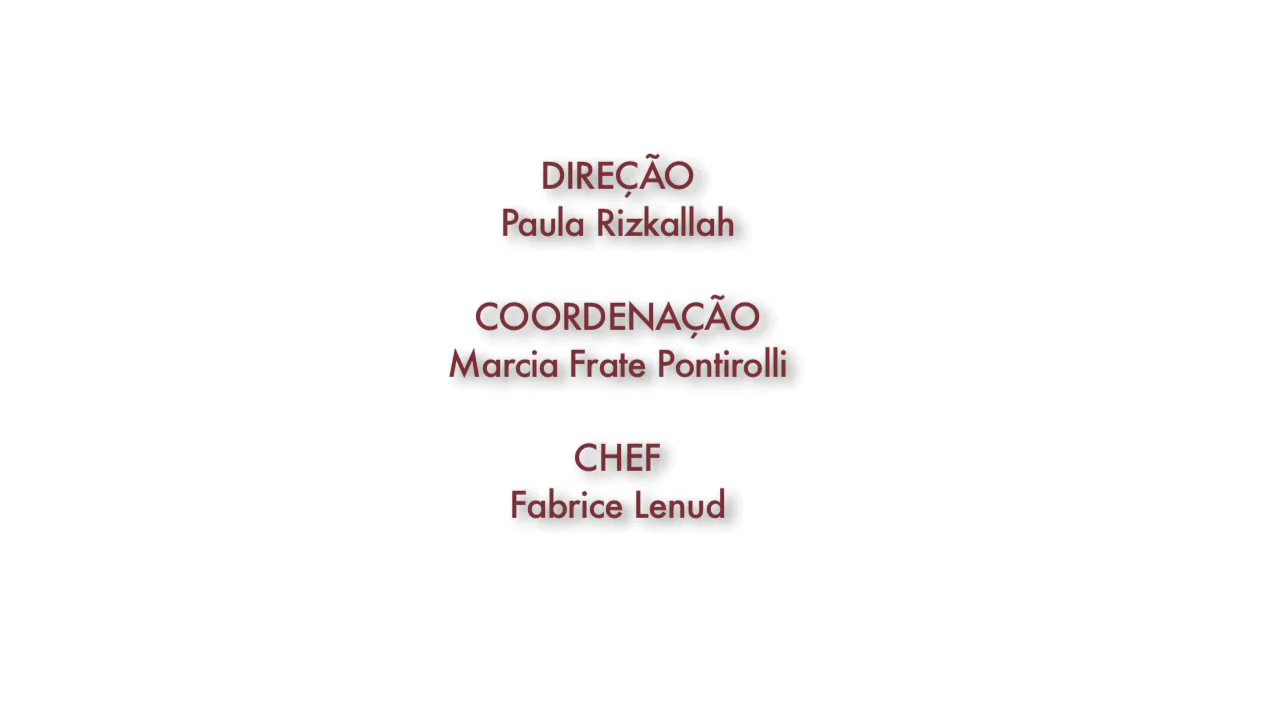 DIREÇÃO
Paula Rizkallah
COORDENAÇÃO
Marcia Frate Pontirolli
CHEF
Fabrice Lenud